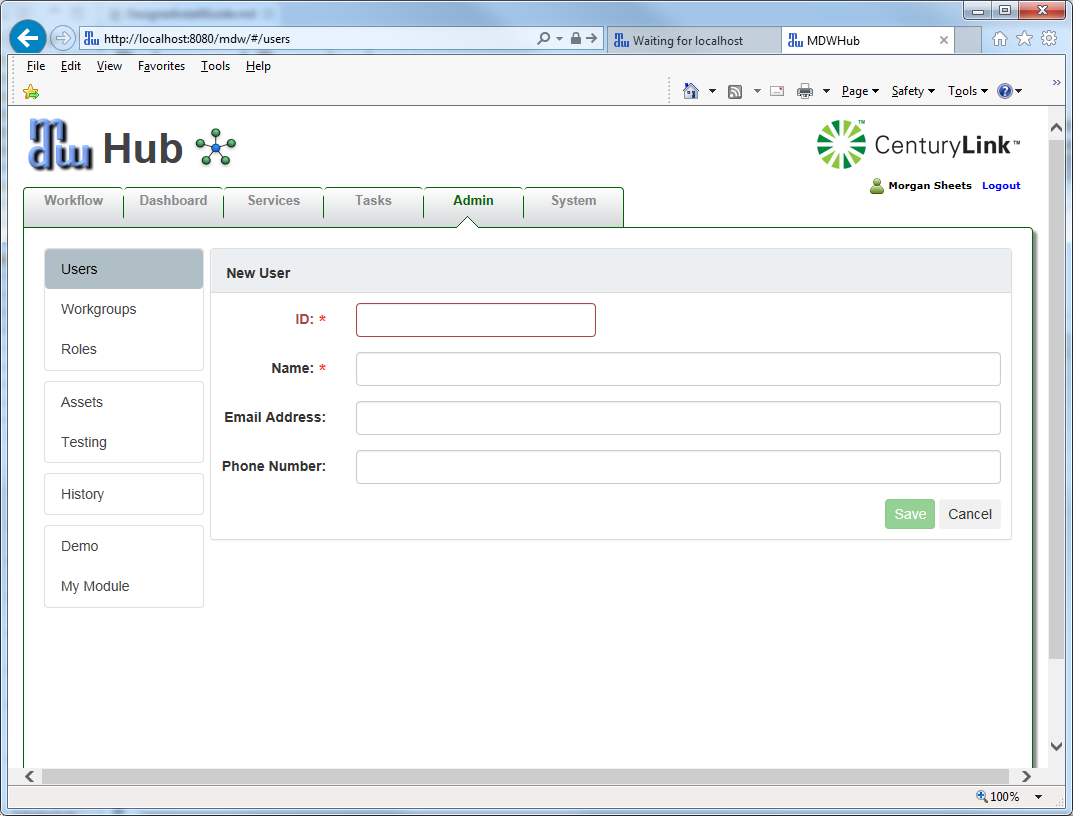 http://localhost:8080/mdw/#/users
Waiting for localhost
MDWHub
File Edit View Favorites Tools Help
Page Safety Tools
mdw Hub
CenturyLink™
Morgan Sheets Logout
Workflow Dashboard Services Tasks Admin System
Users
Workgroups
Roles
Assets
Testing
History
Demo
My Module
New User
ID: *
Name: *
Email Address:
Phone Number:
Save Cancel
100%